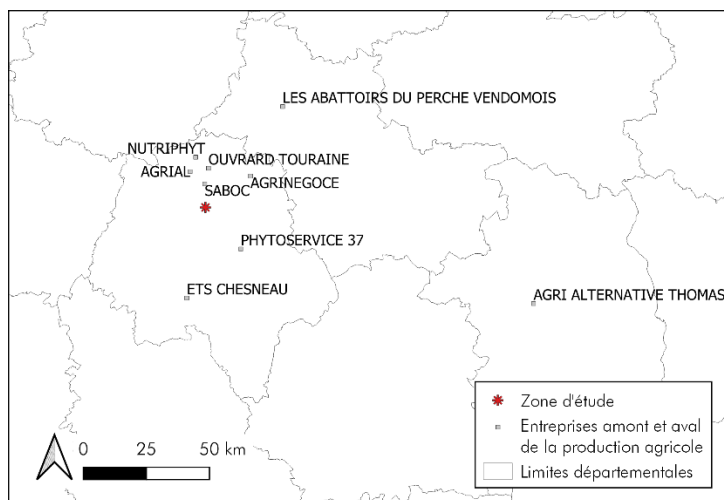 LES ABATTOIRS DU PERCHE VENDOMOIS
NUTRIPHYT
OUVRARD TOURAINE
AGRIAL
AGRINEGOCE
SABOC
PHYTOSERVICE 37
ETS CHESNEAU
AGRI ALTERNATIVE THOMAS
Zone d'étude
Entreprises amont et aval
de la production agricole
Limites départementales
0 25 50 km